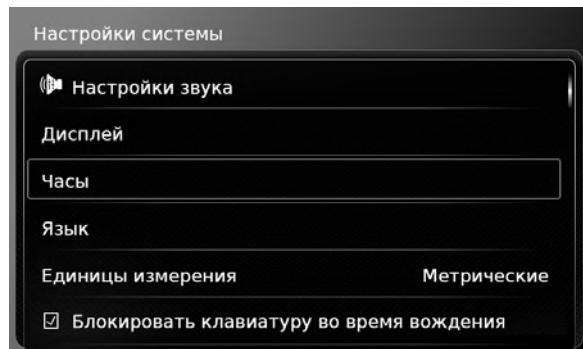 Настройки системы
Настройки звука
Дисплей
Часы
Язык
Единицы измерения Метрические
Блокировать клавиатуру во время вождения